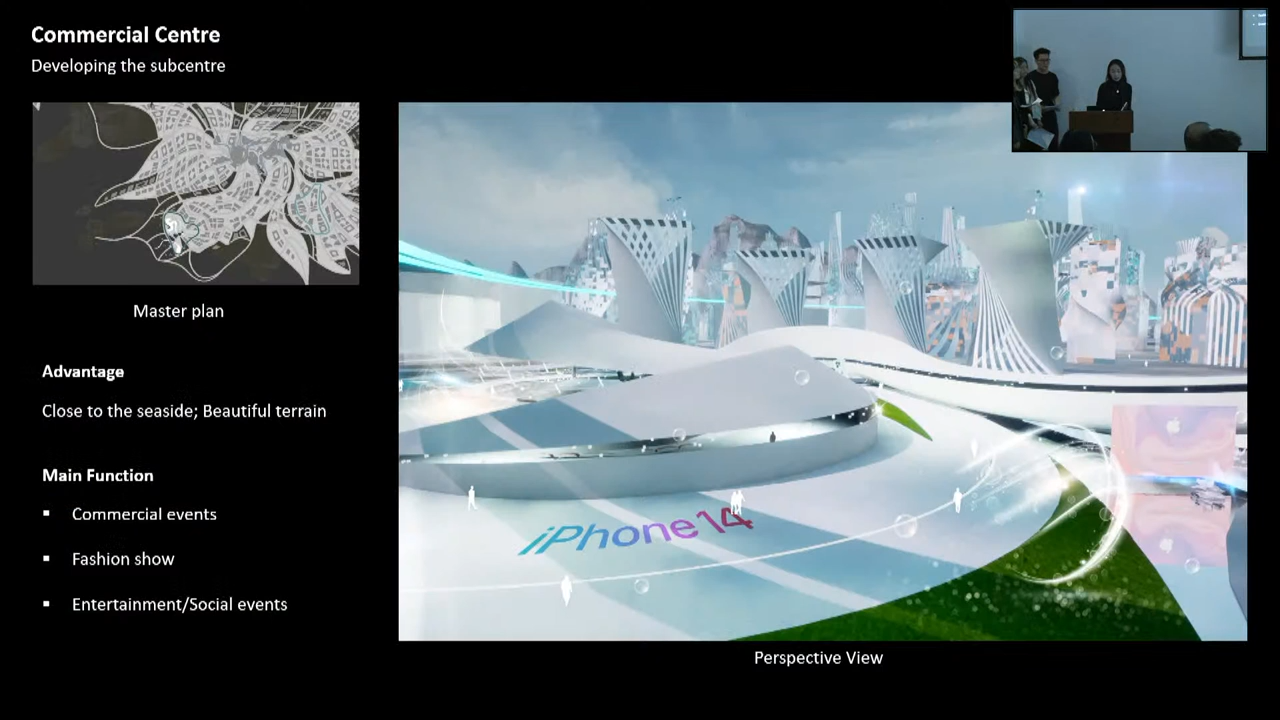 Commercial Centre
Developing the subcentre
Master plan
Advantage
Close to the seaside; Beautiful terrain
Main Function
▪ Commercial events
▪ Fashion show
▪ Entertainment/Social events
iPhone14
Perspective View